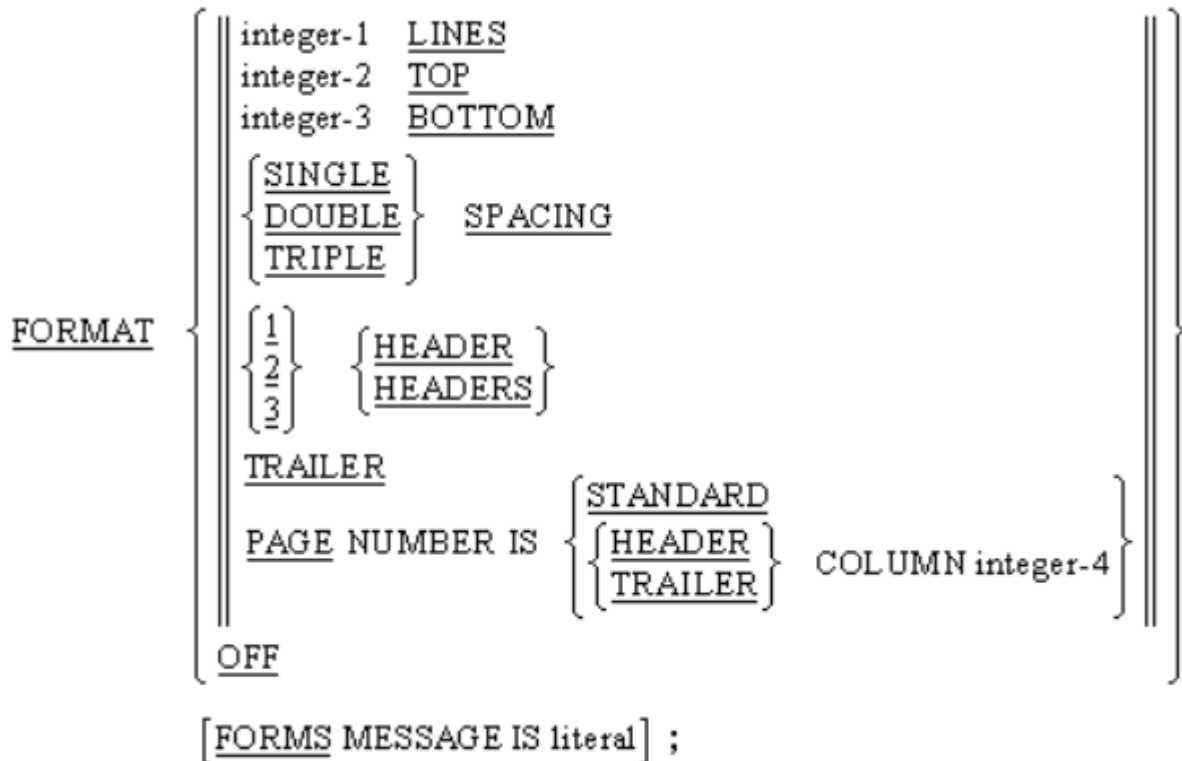 integer-1 LINES
integer-2 TOP
integer-3 BOTTOM
SINGLE
DOUBLE
TRIPLE
SPACING
FORMAT
1
2
3
HEADER
HEADERS
TRAILER
PAGE NUMBER IS
STANDARD
HEADER
TRAILER
COLUMN integer-4
OFF
[FORMS MESSAGE IS literal] ;